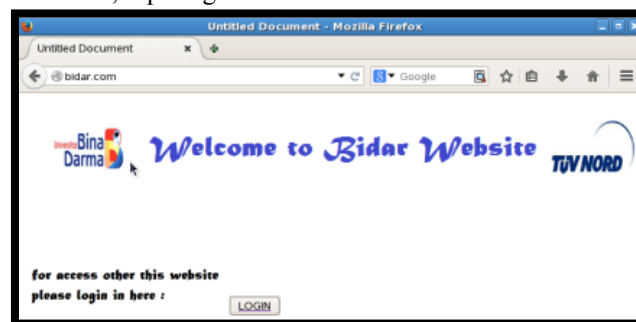 Untitled Document - Mozilla Firefox
Untitled Document
bidar.com
Google
Universitas Bina
Darma
Welcome to Bidar Website
TÜV NORD
for access other this website
please login in here :
LOGIN